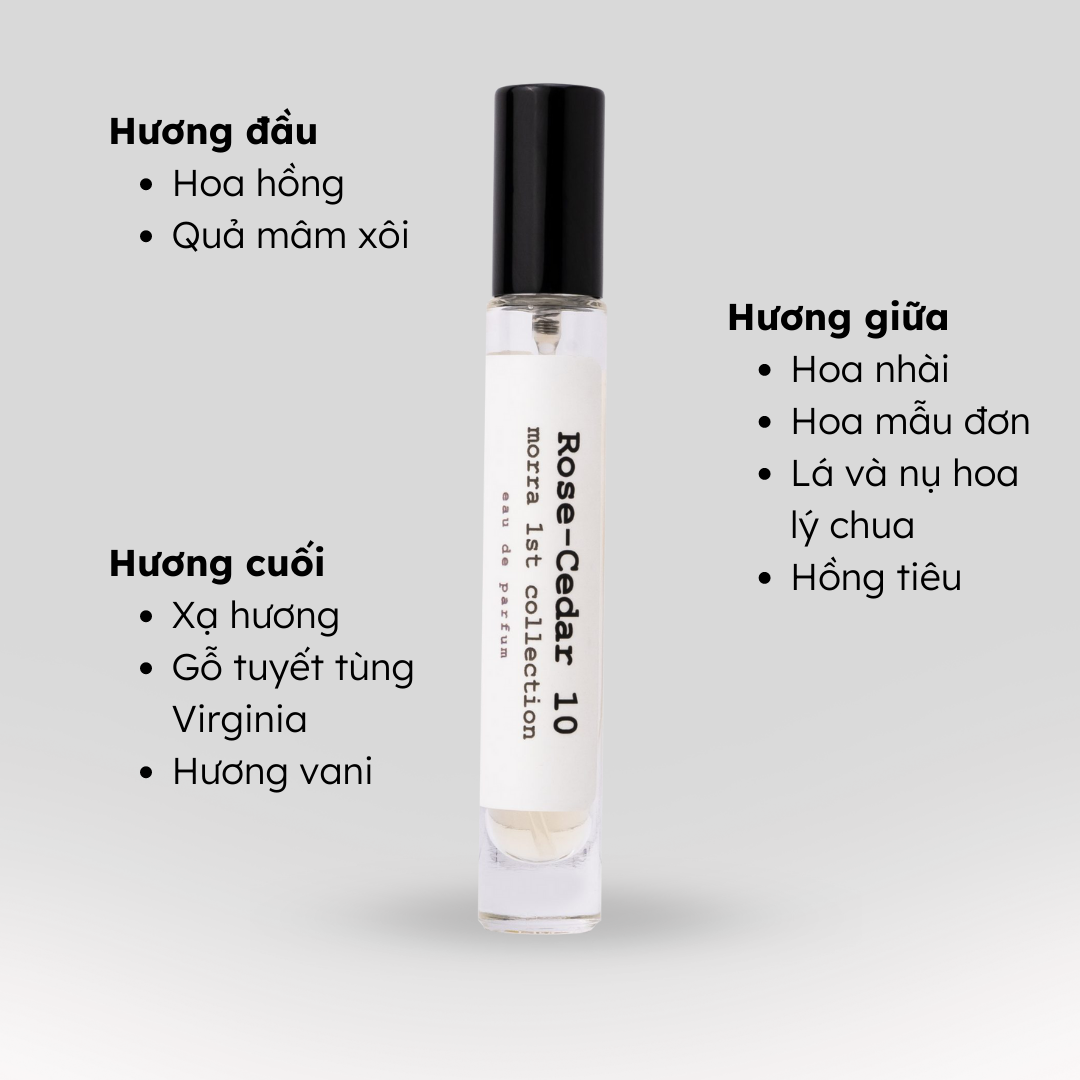 Hương đầu
Hoa hồng
Quả mâm xôi
Hương giữa
Hoa nhài
Hoa mẫu đơn
Lá và nụ hoa
lý chua
Hồng tiêu
Hương cuối
Xạ hương
Gỗ tuyết tùng
Virginia
Hương vani
Rose-Cedar 10
morra 1st collection
eau de parfum